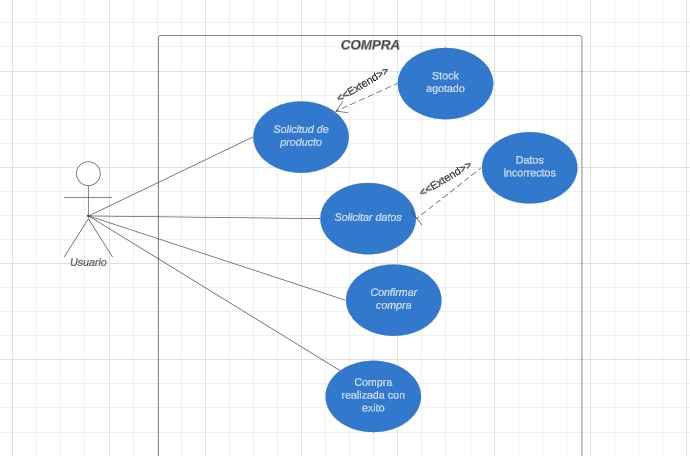 COMPRA
Stock
agotado
<<Extend>>
Solicitud de
producto
Datos
incorrectos
<<Extend>>
Solicitar datos
Usuario
Confirmar
compra
Compra
realizada con
exito